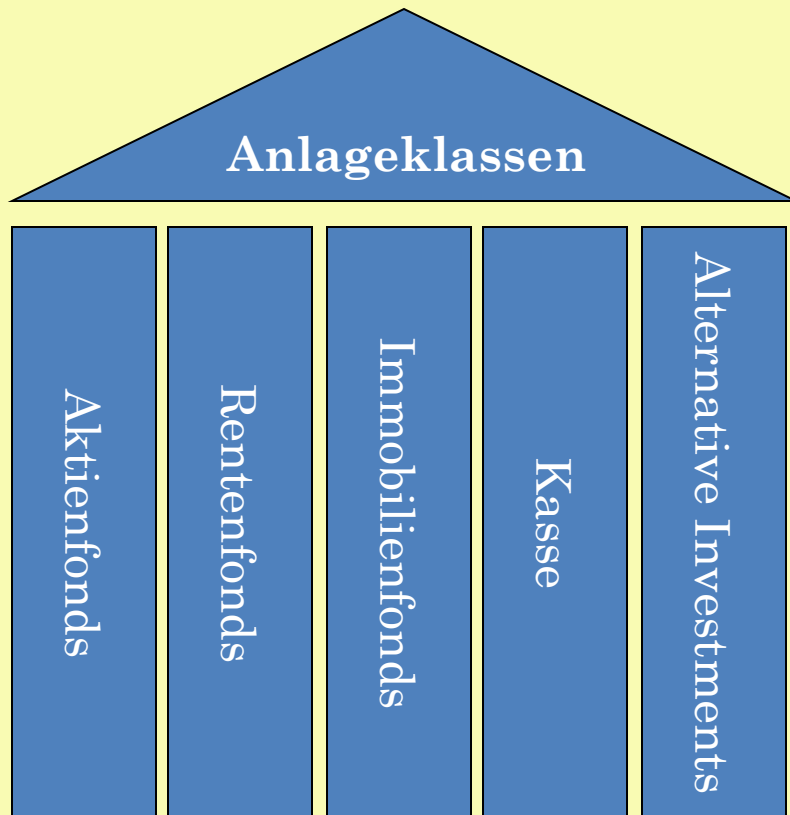 Anlageklassen
Aktienfonds
Rentenfonds
Immobilienfonds
Kasse
Alternative Investments